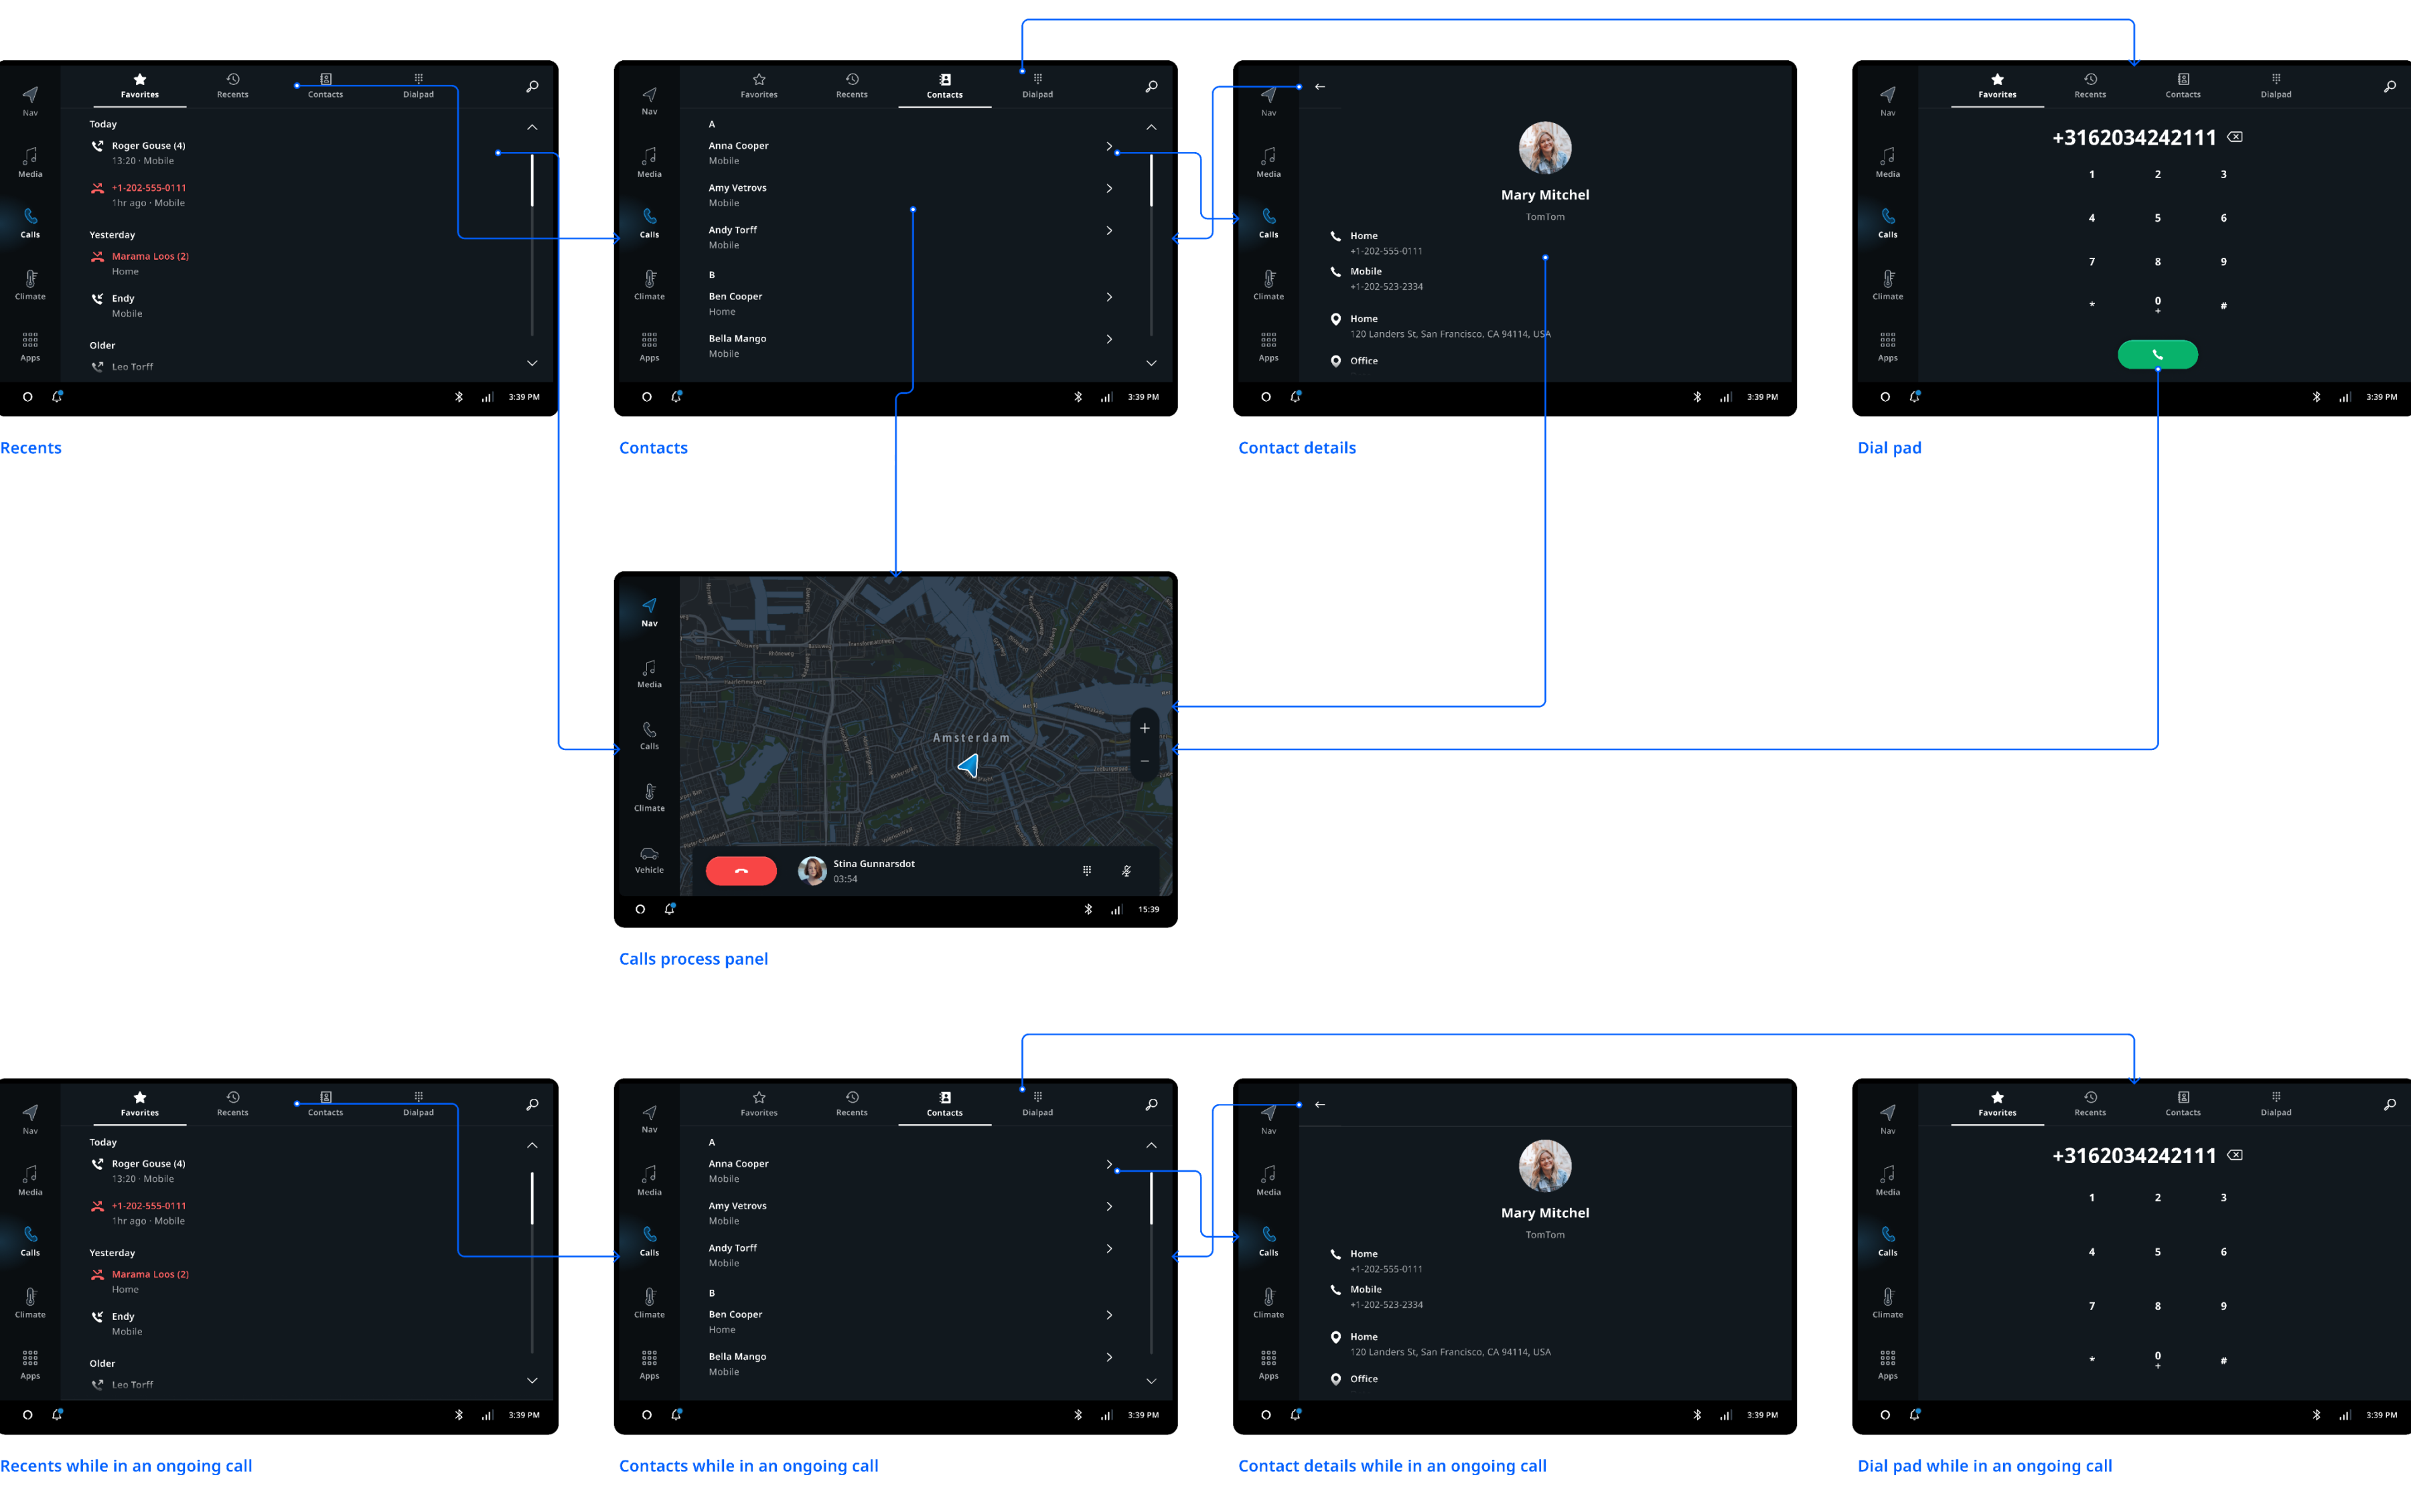 Favorites
Recents
Contacts
Dialpad
Nav
Media
Calls
Climate
Apps
Today
Roger Gouse (4)
13:20 · Mobile
+1-202-555-0111
1hr ago · Mobile
Yesterday
Marama Loos (2)
Home
Endy
Mobile
Older
Leo Torff
3:39 PM
Recents
Favorites
Recents
Contacts
Dialpad
Nav
Media
Calls
Climate
Apps
A
Anna Cooper
Mobile
Amy Vetrovs
Mobile
Andy Torff
Mobile
B
Ben Cooper
Home
Bella Mango
Mobile
3:39 PM
Contacts
Nav
Media
Calls
Climate
Apps
Mary Mitchel
TomTom
Home
+1-202-555-0111
Mobile
+1-202-523-2334
Home
120 Landers St, San Francisco, CA 94114, USA
Office
3:39 PM
Contact details
Favorites
Recents
Contacts
Dialpad
Nav
Media
Calls
Climate
Apps
+3162034242111
1 2 3
4 5 6
7 8 9
* 0 #
+
3:39 PM
Dial pad
Nav
Media
Calls
Climate
Vehicle
Amsterdam
Stina Gunnarsdot
03:54
15:39
Calls process panel
Favorites
Recents
Contacts
Dialpad
Nav
Media
Calls
Climate
Apps
Today
Roger Gouse (4)
13:20 · Mobile
+1-202-555-0111
1hr ago · Mobile
Yesterday
Marama Loos (2)
Home
Endy
Mobile
Older
Leo Torff
3:39 PM
Recents while in an ongoing call
Favorites
Recents
Contacts
Dialpad
Nav
Media
Calls
Climate
Apps
A
Anna Cooper
Mobile
Amy Vetrovs
Mobile
Andy Torff
Mobile
B
Ben Cooper
Home
Bella Mango
Mobile
3:39 PM
Contacts while in an ongoing call
Nav
Media
Calls
Climate
Apps
Mary Mitchel
TomTom
Home
+1-202-555-0111
Mobile
+1-202-523-2334
Home
120 Landers St, San Francisco, CA 94114, USA
Office
3:39 PM
Contact details while in an ongoing call
Favorites
Recents
Contacts
Dialpad
Nav
Media
Calls
Climate
Apps
+3162034242111
1 2 3
4 5 6
7 8 9
* 0 #
+
3:39 PM
Dial pad while in an ongoing call